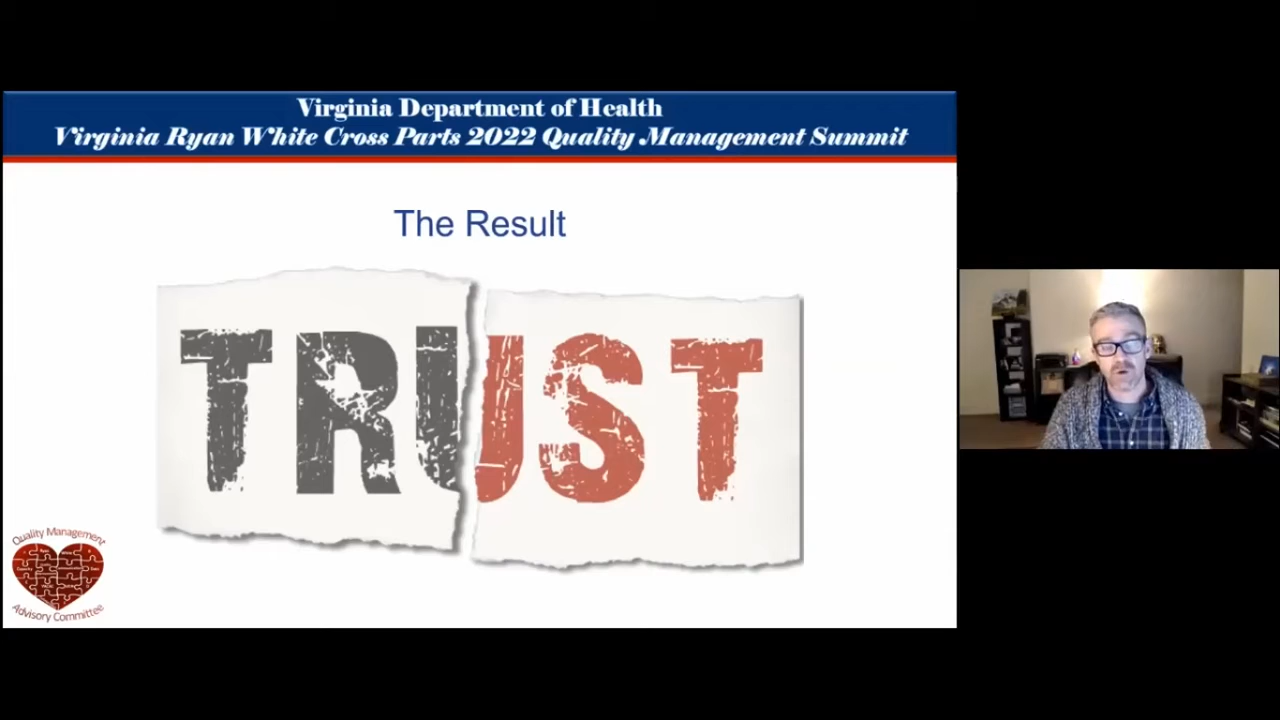 Virginia Department of Health
Virginia Ryan White Cross Parts 2022 Quality Management Summit
The Result
TRUST
Quality Management
Advisory Committee